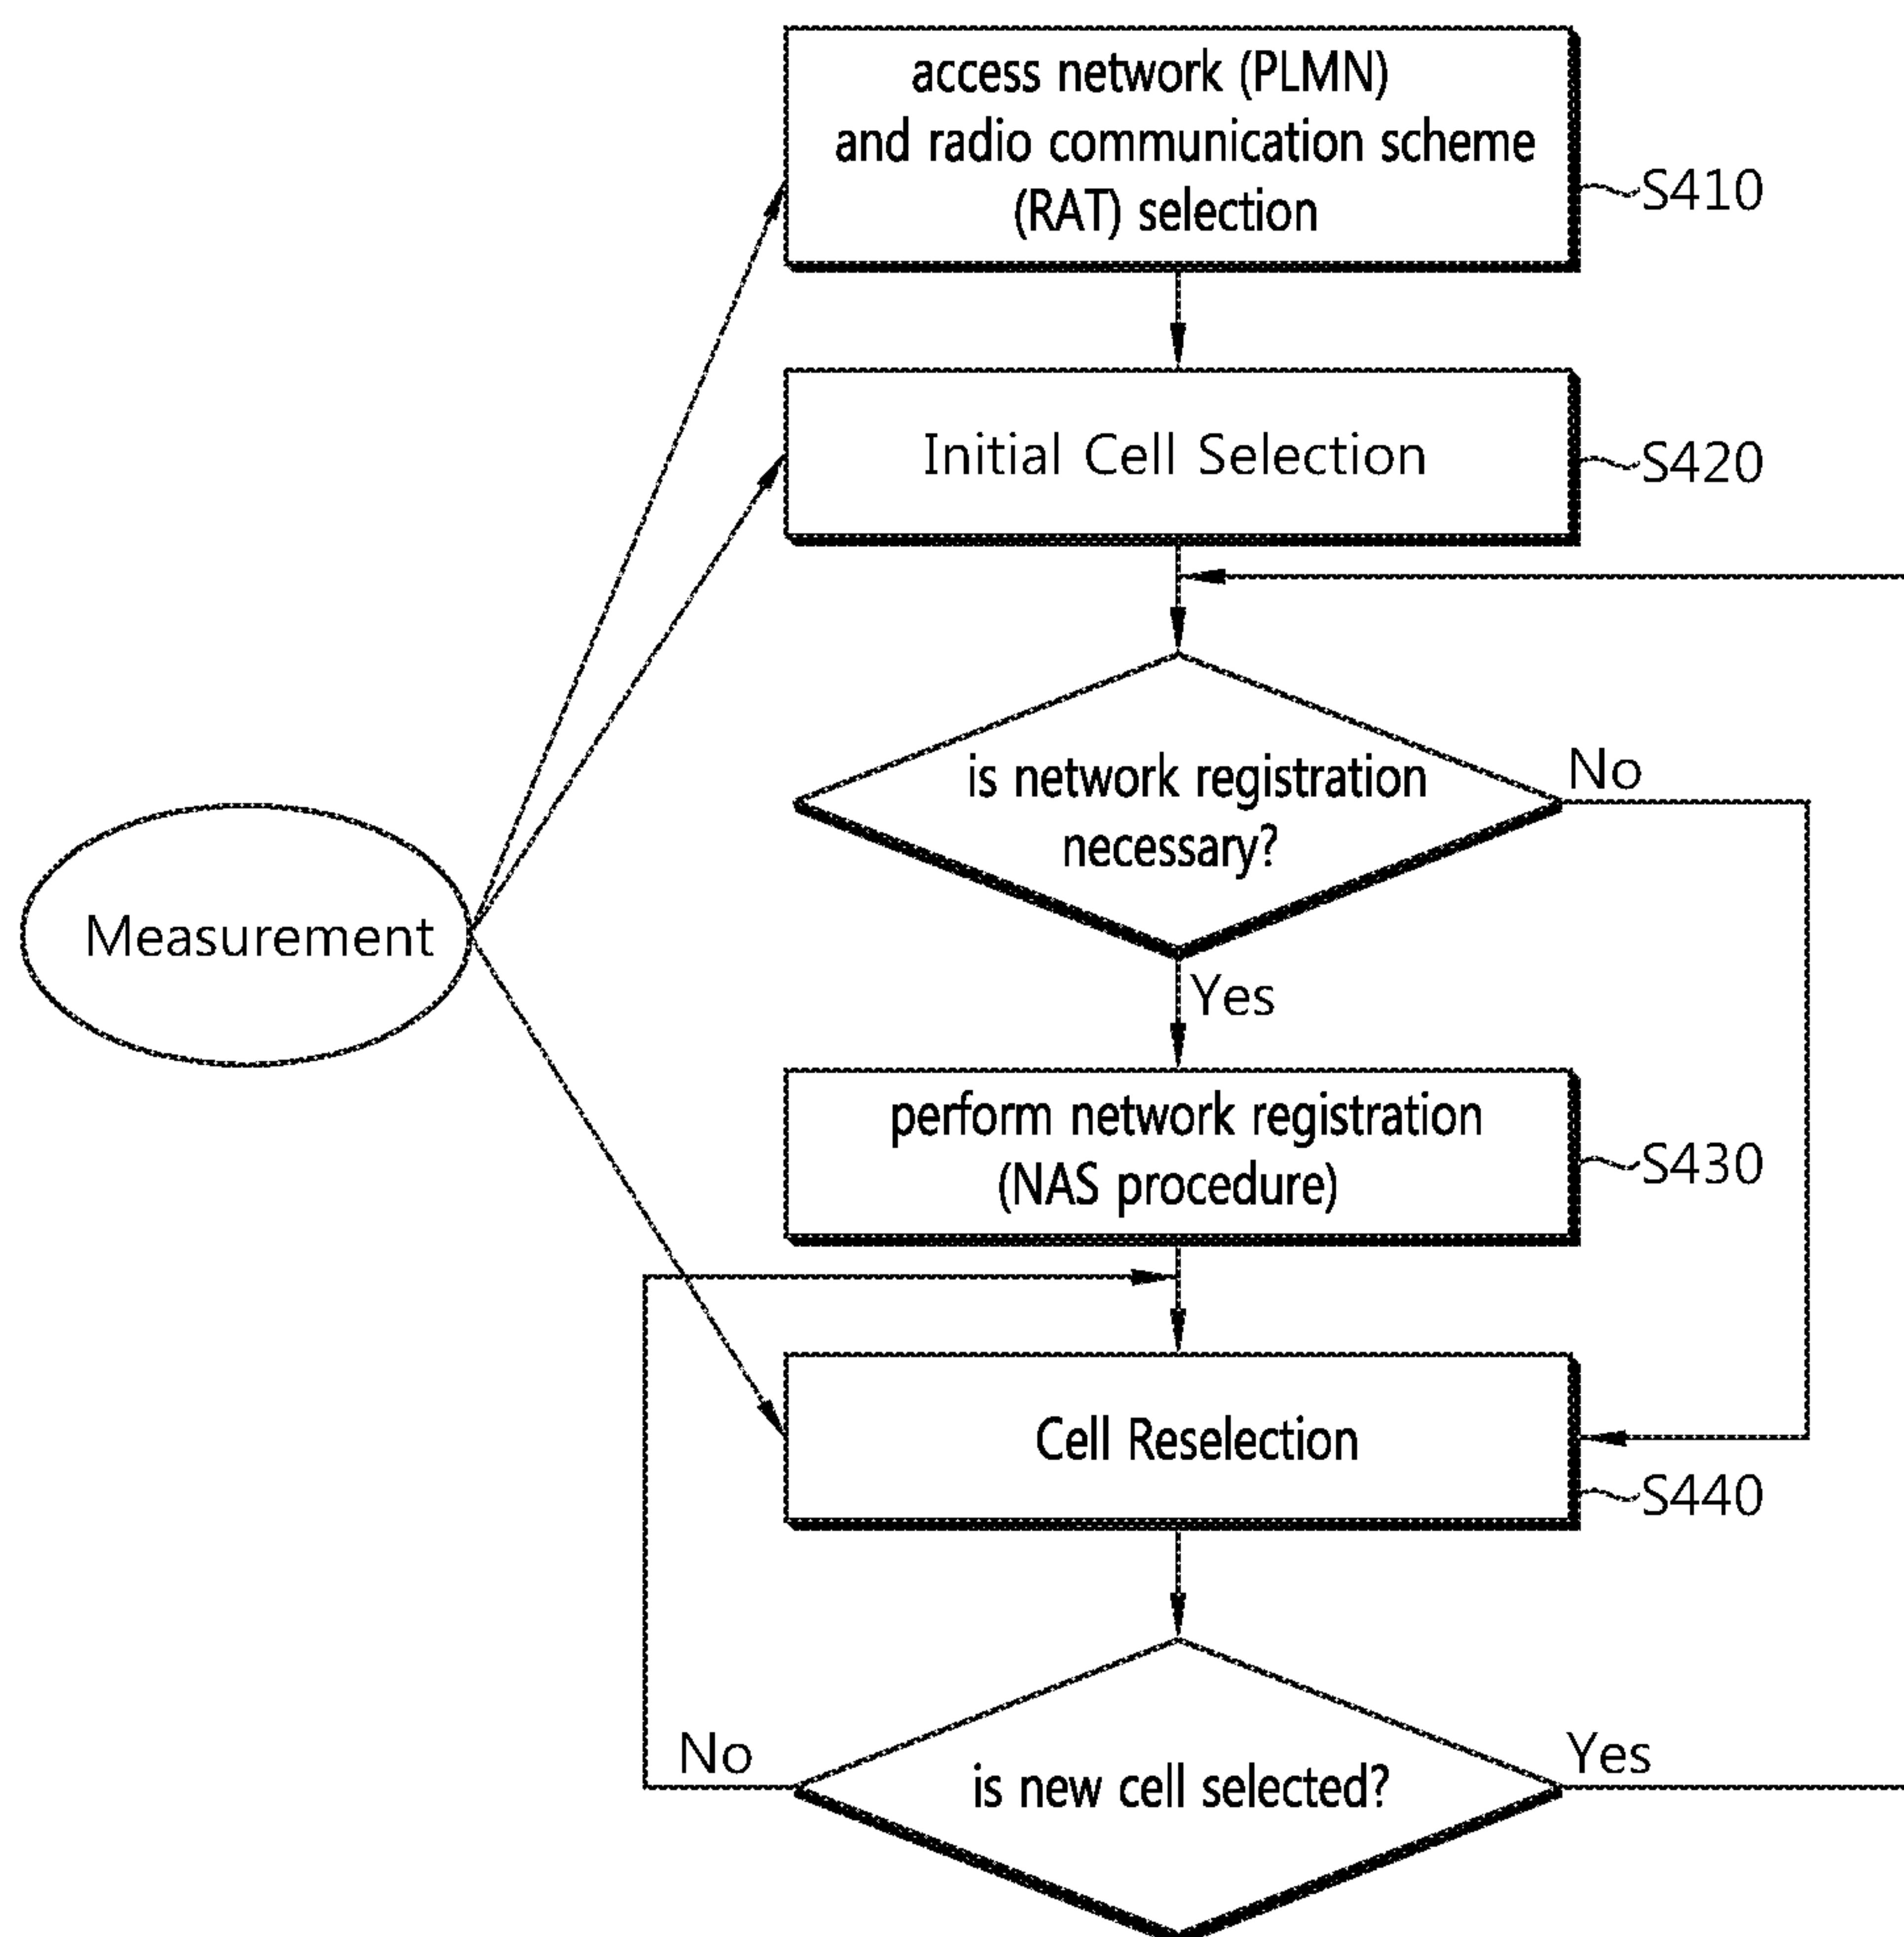 access network (PLMN)
and radio communication scheme
(RAT) selection
S410
Initial Cell Selection
S420
is network registration
necessary?
No
Measurement
Yes
perform network registration
(NAS procedure)
S430
Cell Reselection
S440
No
is new cell selected?
Yes